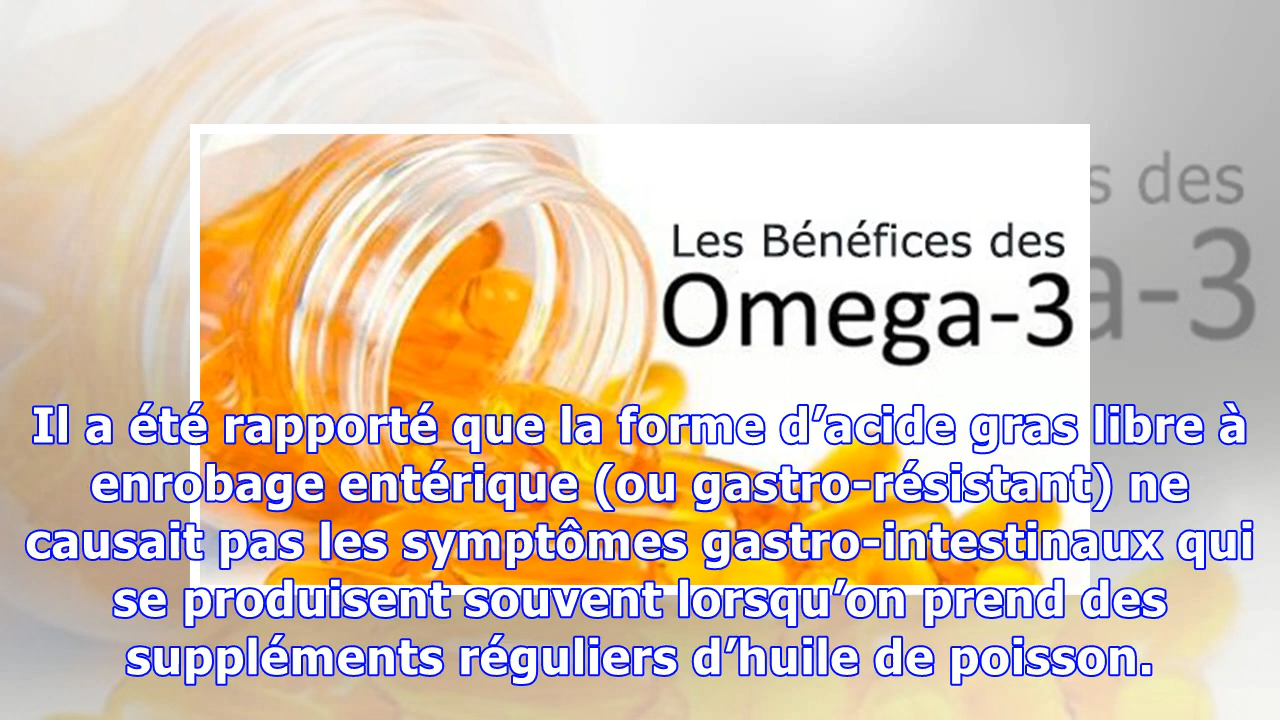 Les Bénéfices des
Omega-3
s des
a-3
Il a été rapporté que la forme d’acide gras libre à
enrobage entérique (ou gastro-résistant) ne
causait pas les symptômes gastro-intestinaux qui
se produisent souvent lorsqu’on prend des
suppléments réguliers d’huile de poisson.